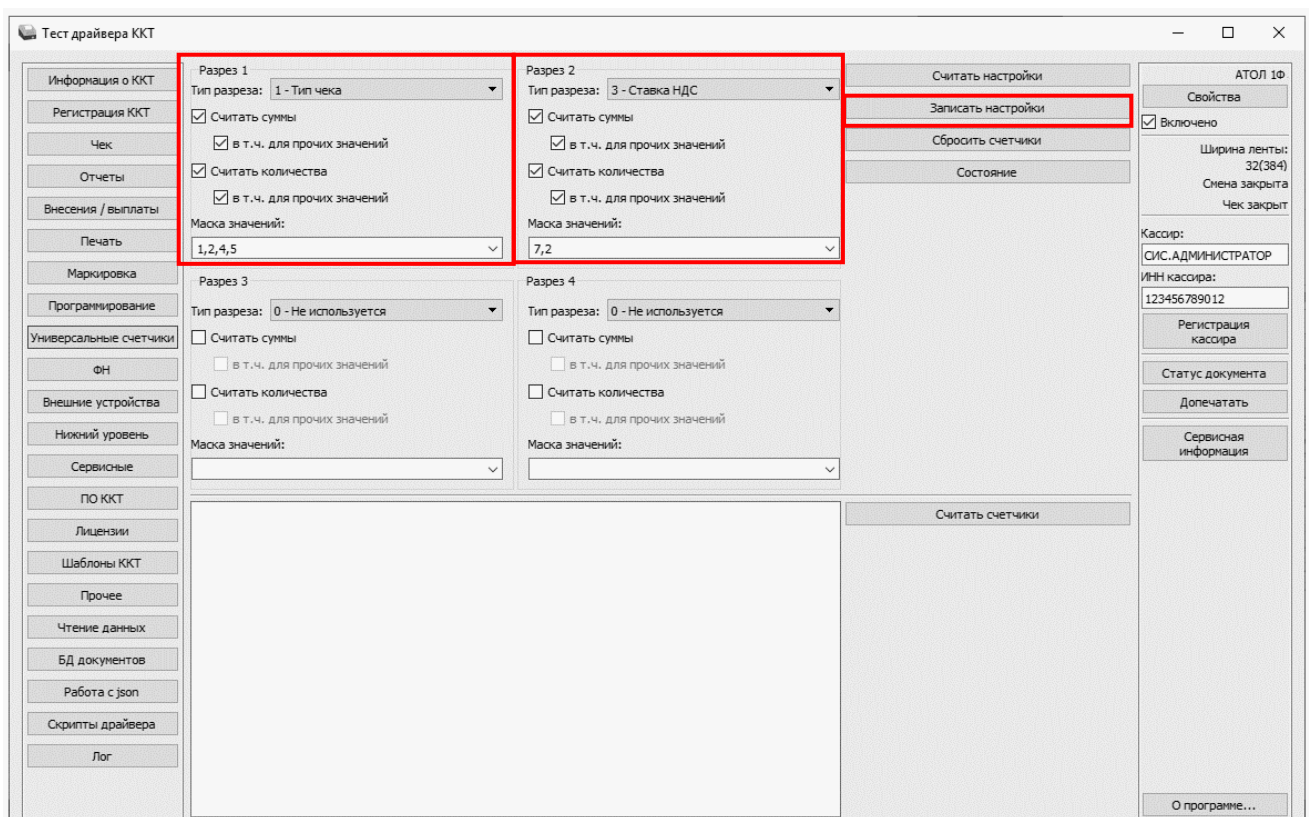 Тест драйвера ККТ
Информация о ККТ
Регистрация ККТ
Чек
Отчеты
Внесения / выплаты
Печать
Маркировка
Программирование
Универсальные счетчики
ФН
Внешние устройства
Нижний уровень
Сервисные
ПО ККТ
Лицензии
Шаблоны ККТ
Прочее
Чтение данных
БД документов
Работа с json
Скрипты драйвера
Лог
Разрез 1
Тип разреза: 1 - Тип чека
Считать суммы
в т.ч. для прочих значений
Считать количества
в т.ч. для прочих значений
Маска значений:
1,2,4,5
Разрез 2
Тип разреза: 3 - Ставка НДС
Считать суммы
в т.ч. для прочих значений
Считать количества
в т.ч. для прочих значений
Маска значений:
7,2
Разрез 3
Тип разреза: 0 - Не используется
Считать суммы
в т.ч. для прочих значений
Считать количества
в т.ч. для прочих значений
Маска значений:
Разрез 4
Тип разреза: 0 - Не используется
Считать суммы
в т.ч. для прочих значений
Считать количества
в т.ч. для прочих значений
Маска значений:
Считать настройки
Записать настройки
Сбросить счетчики
Состояние
Считать счетчики
АТОЛ 1Ф
Свойства
Включено
Ширина ленты:
32(384)
Смена закрыта
Чек закрыт
Кассир:
СИС.АДМИНИСТРАТОР
ИНН кассира:
123456789012
Регистрация
кассира
Статус документа
Допечатать
Сервисная
информация
О программе...